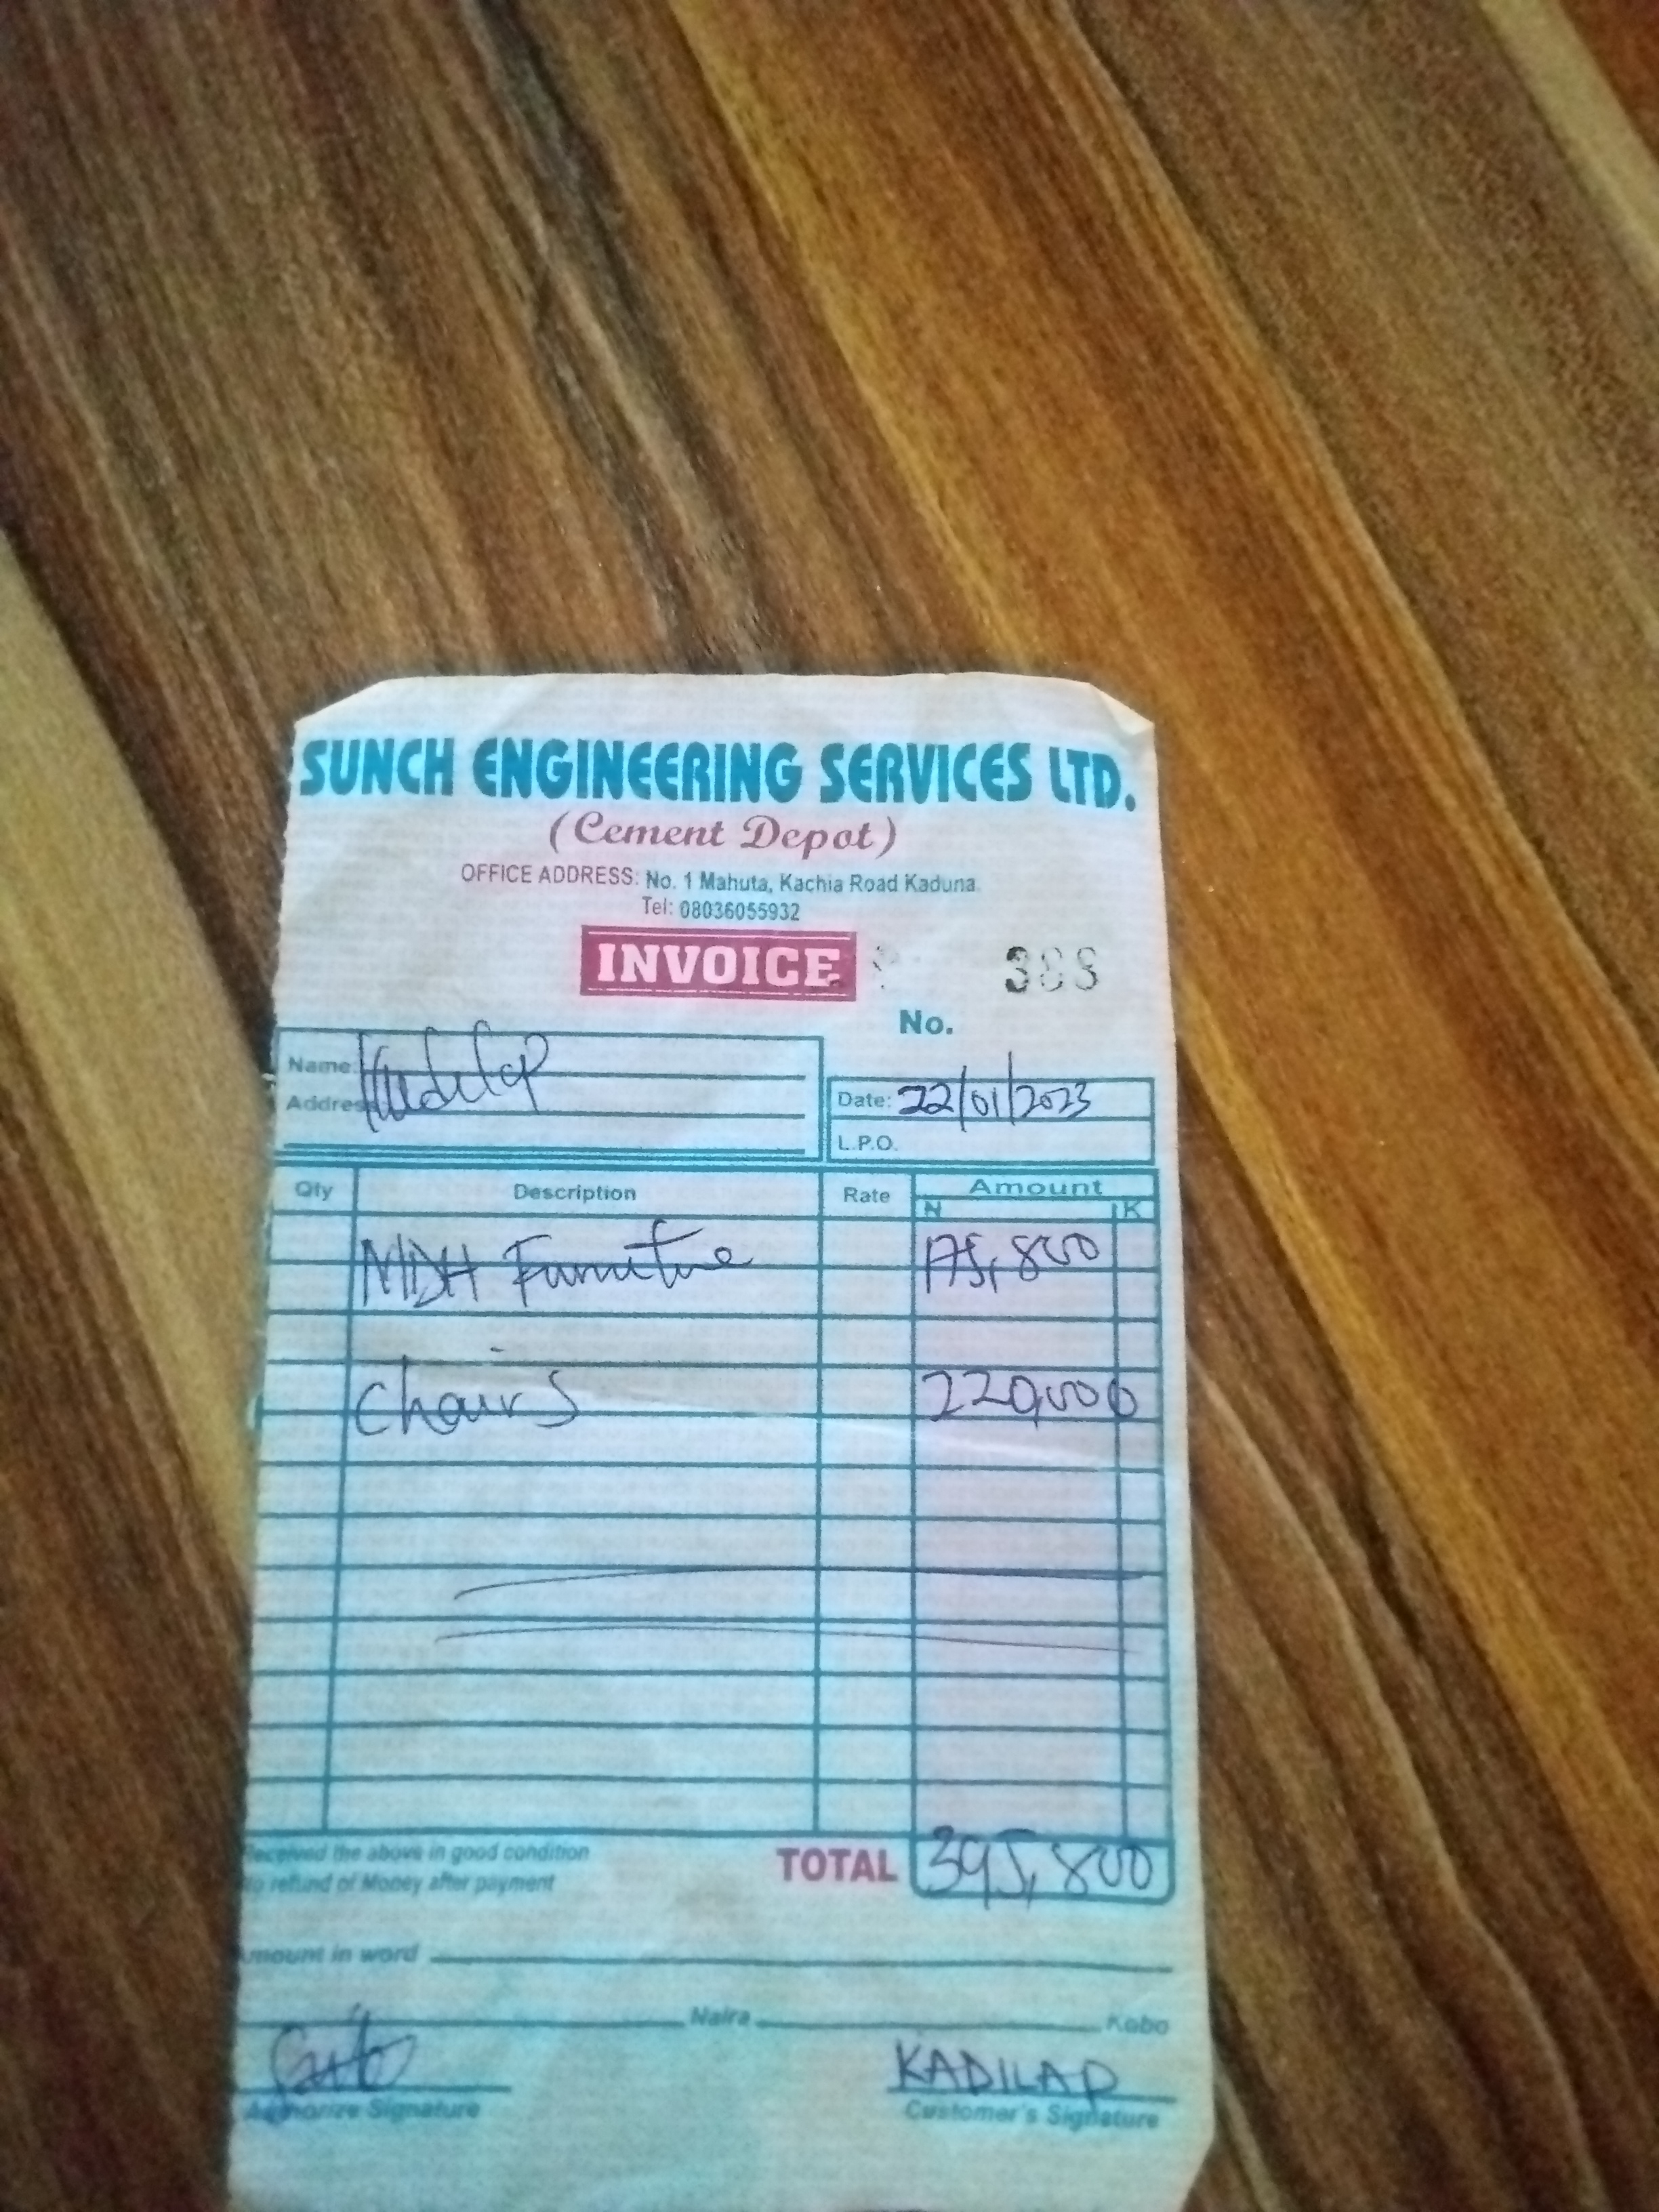 SUNCH ENGINEERING SERVICES LTD.
(Cement Depot)
OFFICE ADDRESS: No. 1 Mahuta, Kachia Road Kaduna.
Tel: 08036055932
INVOICE 388
No.
Name:
Address
Date: 22/01/2023
L.P.O.
Qty Description Rate Amount
N K
MDH Furniture 175,800
Chairs 220,000
Received the above in good condition
No refund of Money after payment
TOTAL 395,800
Amount in word
Naira Kobo
KADILAP
Authorize Signature Customer's Signature